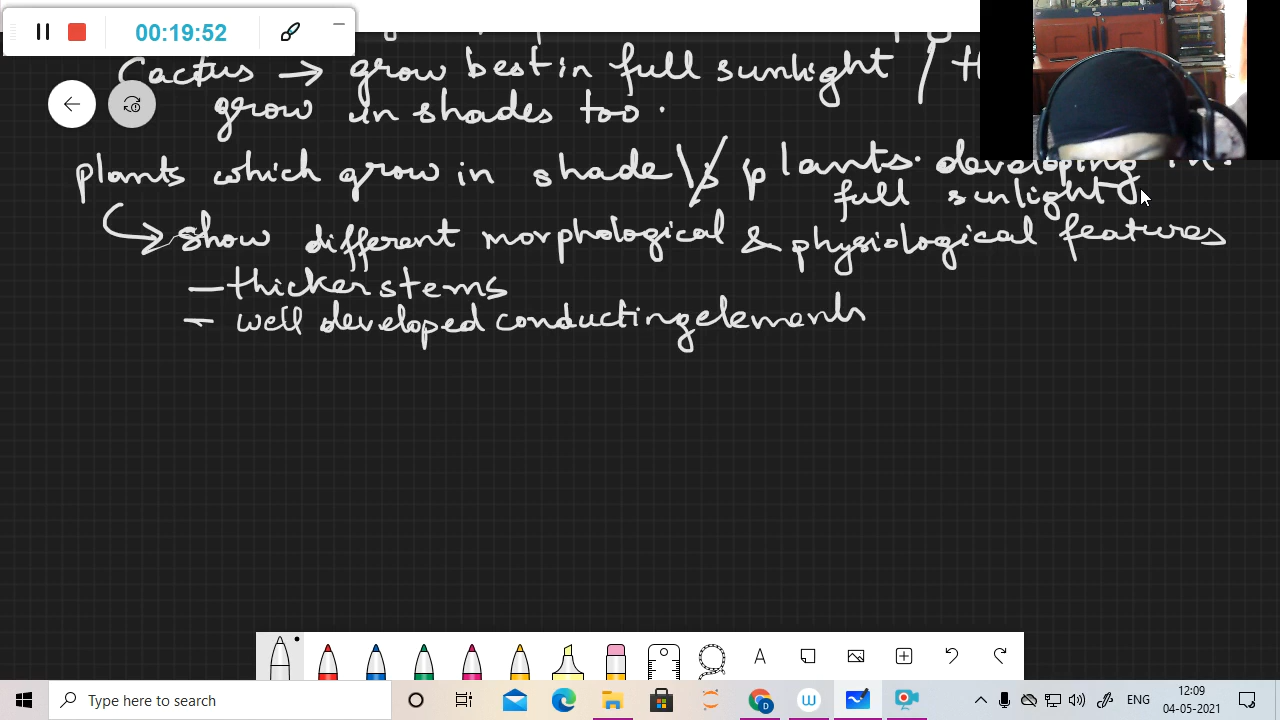 00:19:52
Cactus → grow best in full sunlight /
grow in shades too.
plants which grow in shade \/s plants. developing in.
full sunlight
↳ show different morphological & physiological features
— thicker stems
— well developed conducting elements
A
Type here to search
ENG
12:09
04-05-2021